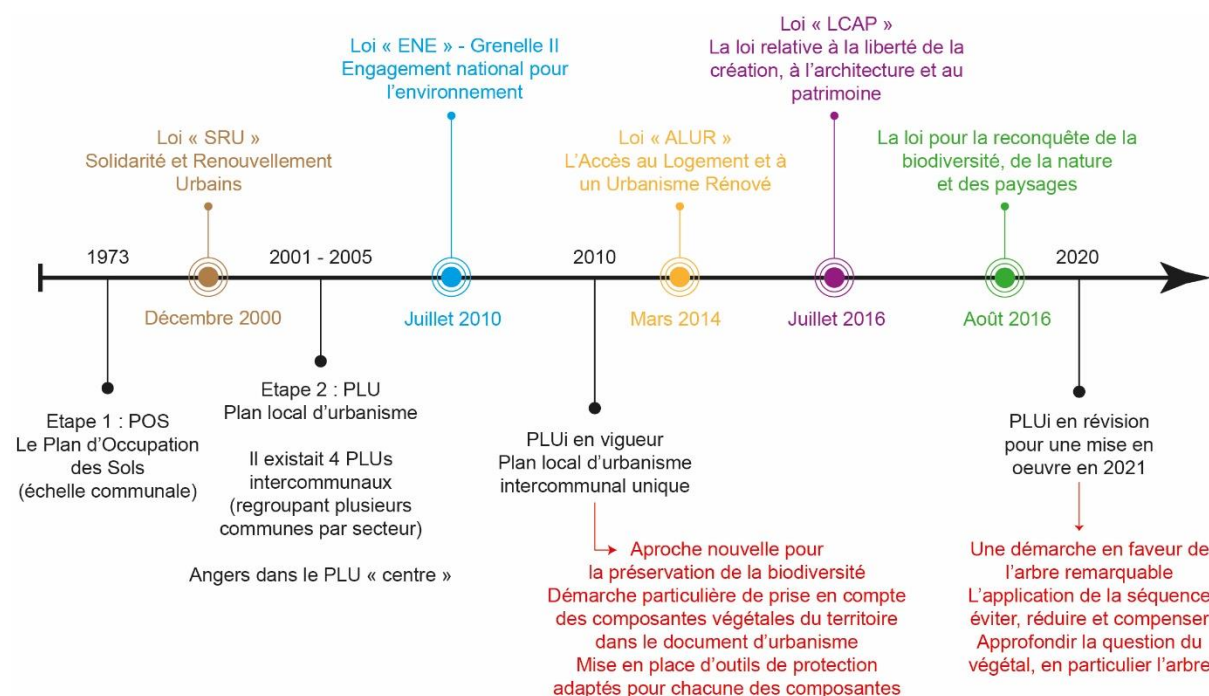 Loi « LCAP »
La loi relative à la liberté de la
création, à l'architecture et au
patrimoine
Loi « ENE » - Grenelle II
Engagement national pour
l'environnement
Loi « SRU »
Solidarité et Renouvellement
Urbains
Loi « ALUR »
L'Accès au Logement et à
un Urbanisme Rénové
La loi pour la reconquête de la
biodiversité, de la nature
et des paysages
1973
2001 - 2005
2010
2020
Décembre 2000
Juillet 2010
Mars 2014
Juillet 2016
Août 2016
Etape 1 : POS
Le Plan d'Occupation
des Sols
(échelle communale)
Etape 2 : PLU
Plan local d'urbanisme
Il existait 4 PLUs
intercommunaux
(regroupant plusieurs
communes par secteur)
Angers dans le PLU « centre »
PLUi en vigueur
Plan local d'urbanisme
intercommunal unique
Aproche nouvelle pour
la préservation de la biodiversité
Démarche particulière de prise en compte
des composantes végétales du territoire
dans le document d'urbanisme
Mise en place d'outils de protection
adaptés pour chacune des composantes
PLUi en révision
pour une mise en
oeuvre en 2021
Une démarche en faveur de
l'arbre remarquable
L'application de la séquence
éviter, réduire et compenser
Approfondir la question du
végétal, en particulier l'arbre